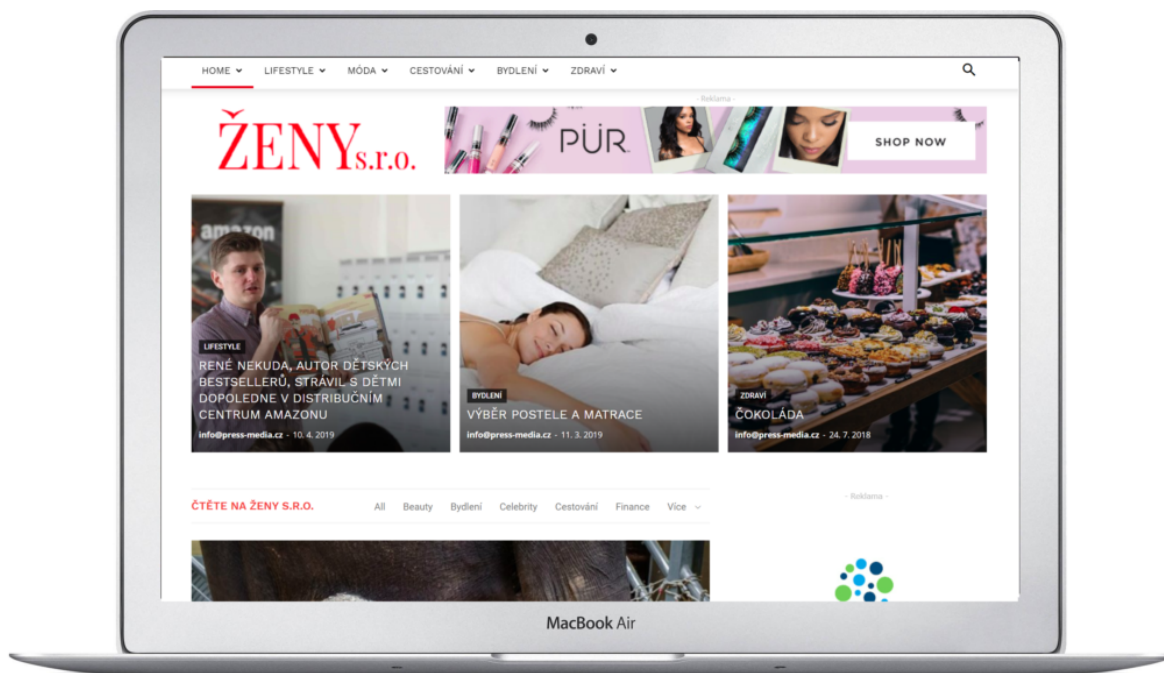 HOME LIFESTYLE MÓDA CESTOVÁNÍ BYDLENÍ ZDRAVÍ
- Reklama -
ŽENY s.r.o.
PÜR
SHOP NOW
amazon
LIFESTYLE
RENÉ NEKUDA, AUTOR DĚTSKÝCH
BESTSELLERŮ, STRÁVIL S DĚTMI
DOPOLEDNE V DISTRIBUČNÍM
CENTRUM AMAZONU
info@press-media.cz - 10. 4. 2019
BYDLENÍ
VÝBĚR POSTELE A MATRACE
info@press-media.cz - 11. 3. 2019
ZDRAVÍ
ČOKOLÁDA
info@press-media.cz - 24. 7. 2018
ČTĚTE NA ŽENY S.R.O. All Beauty Bydlení Celebrity Cestování Finance Více
- Reklama -
MacBook Air